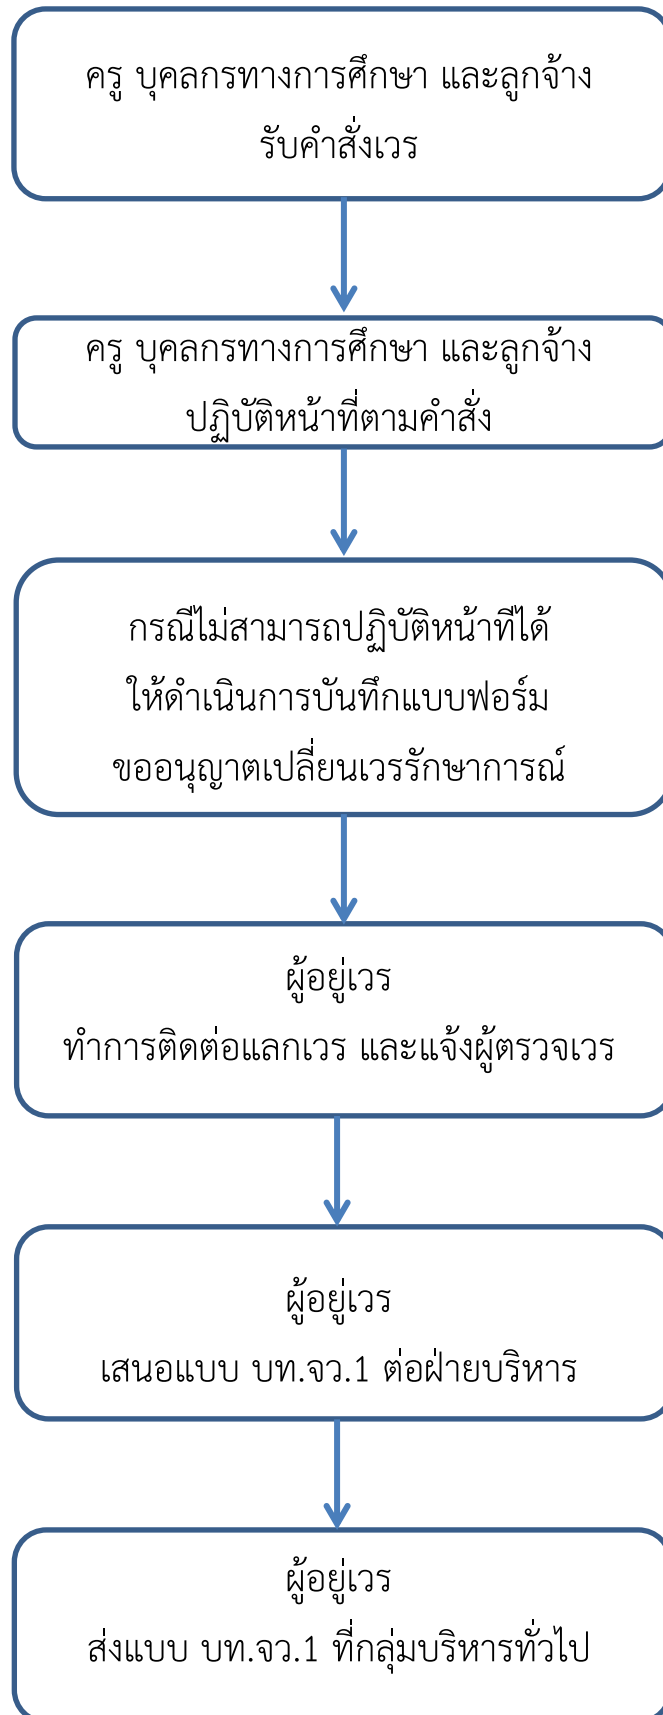 ครู บุคลากรทางการศึกษา และลูกจ้าง
รับคำสั่งเวร
ครู บุคลากรทางการศึกษา และลูกจ้าง
ปฏิบัติหน้าที่ตามคำสั่ง
กรณีไม่สามารถปฏิบัติหน้าทีได้
ให้ดำเนินการบันทึกแบบฟอร์ม
ขออนุญาตเปลี่ยนเวรรักษาการณ์
ผู้อยู่เวร
ทำการติดต่อแลกเวร และแจ้งผู้ตรวจเวร
ผู้อยู่เวร
เสนอแบบ บท.จว.1 ต่อฝ่ายบริหาร
ผู้อยู่เวร
ส่งแบบ บท.จว.1 ที่กลุ่มบริหารทั่วไป